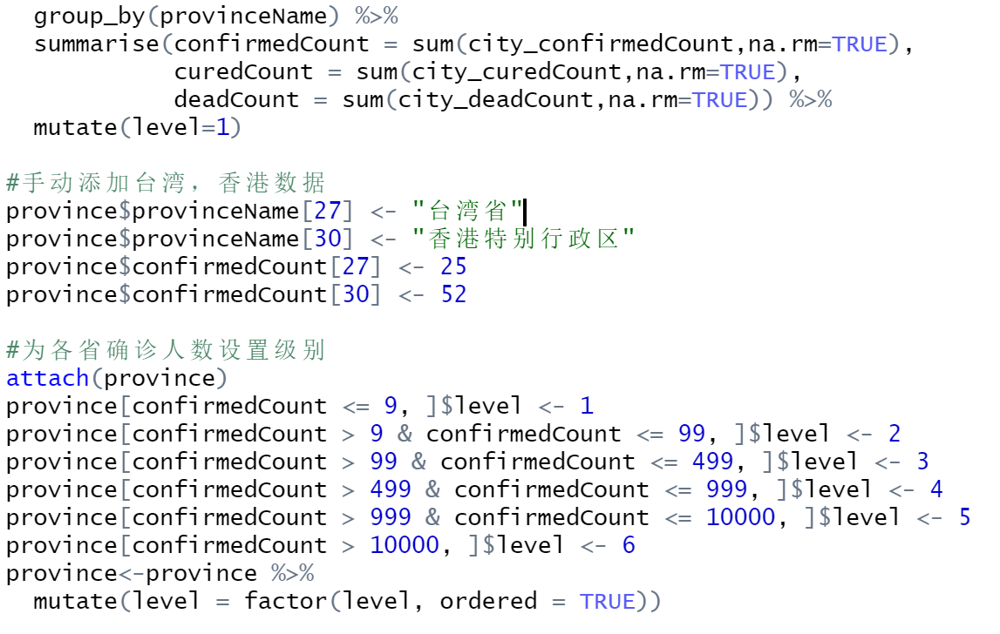 group_by(provinceName) %>%
summarise(confirmedCount = sum(city_confirmedCount,na.rm=TRUE),
curedCount = sum(city_curedCount,na.rm=TRUE),
deadCount = sum(city_deadCount,na.rm=TRUE)) %>%
mutate(level=1)
#手动添加台湾，香港数据
province$provinceName[27] <- "台湾省"
province$provinceName[30] <- "香港特别行政区"
province$confirmedCount[27] <- 25
province$confirmedCount[30] <- 52
#为各省确诊人数设置级别
attach(province)
province[confirmedCount <= 9, ]$level <- 1
province[confirmedCount > 9 & confirmedCount <= 99, ]$level <- 2
province[confirmedCount > 99 & confirmedCount <= 499, ]$level <- 3
province[confirmedCount > 499 & confirmedCount <= 999, ]$level <- 4
province[confirmedCount > 999 & confirmedCount <= 10000, ]$level <- 5
province[confirmedCount > 10000, ]$level <- 6
province<-province %>%
mutate(level = factor(level, ordered = TRUE))